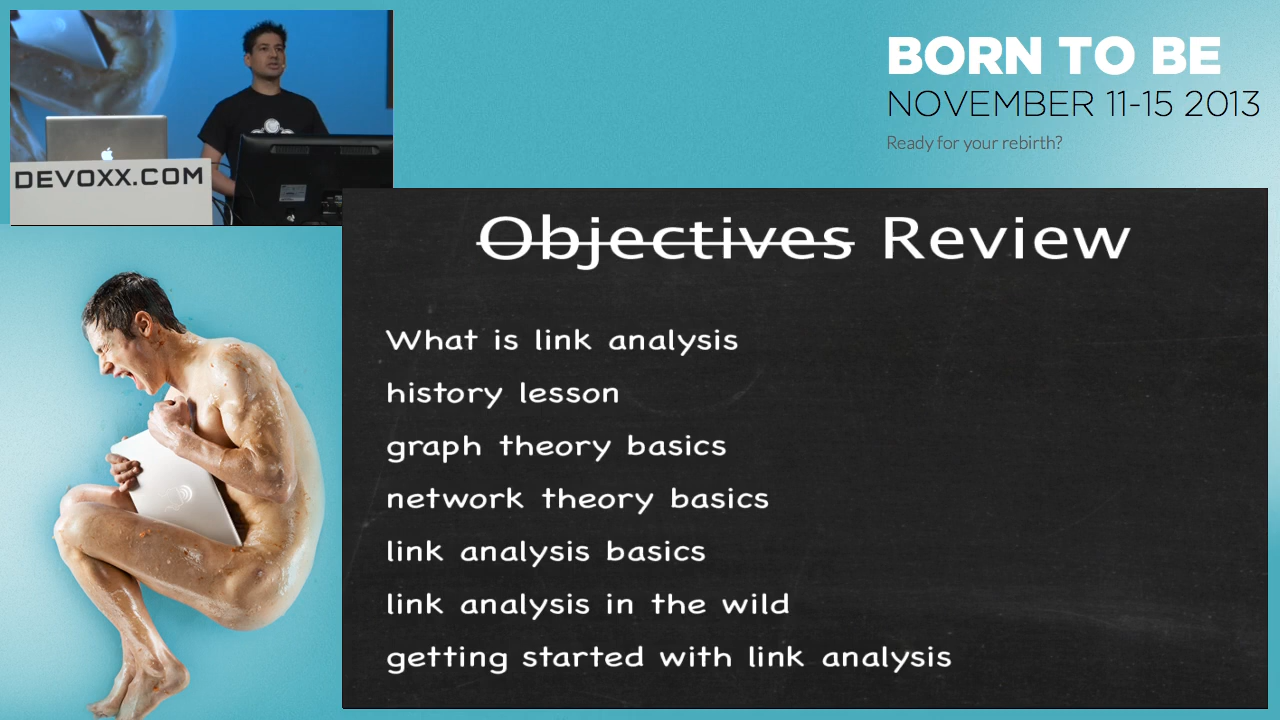 BORN TO BE
NOVEMBER 11-15 2013
Ready for your rebirth?
DEVOXX.COM
Objectives Review
What is link analysis
history lesson
graph theory basics
network theory basics
link analysis basics
link analysis in the wild
getting started with link analysis